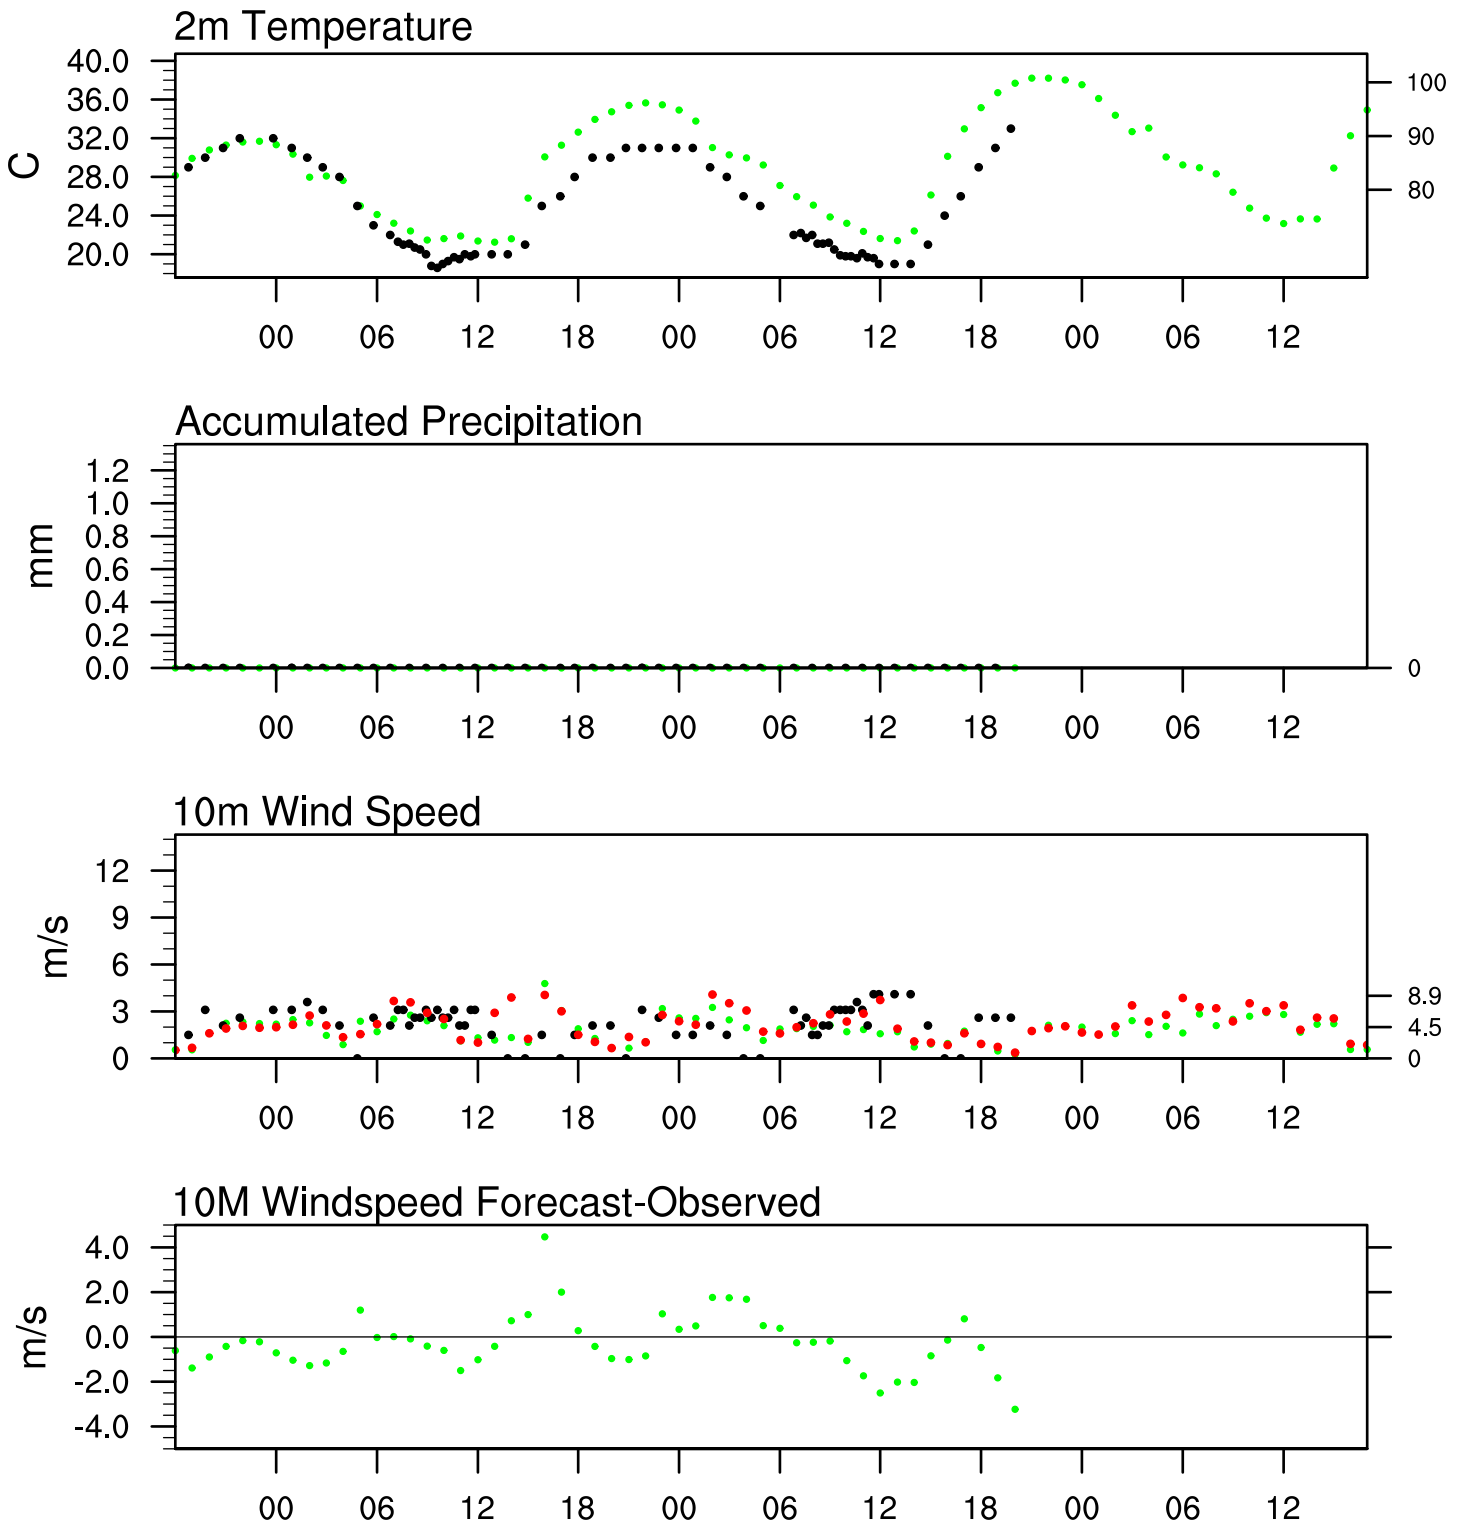 2m Temperature
40.0
36.0
32.0
28.0
24.0
20.0
C
100
90
80
00 06 12 18 00 06 12 18 00 06 12
Accumulated Precipitation
1.2
1.0
0.8
0.6
0.4
0.2
0.0
mm
0
00 06 12 18 00 06 12 18 00 06 12
10m Wind Speed
12
9
6
3
0
m/s
8.9
4.5
0
00 06 12 18 00 06 12 18 00 06 12
10M Windspeed Forecast-Observed
4.0
2.0
0.0
-2.0
-4.0
m/s
00 06 12 18 00 06 12 18 00 06 12